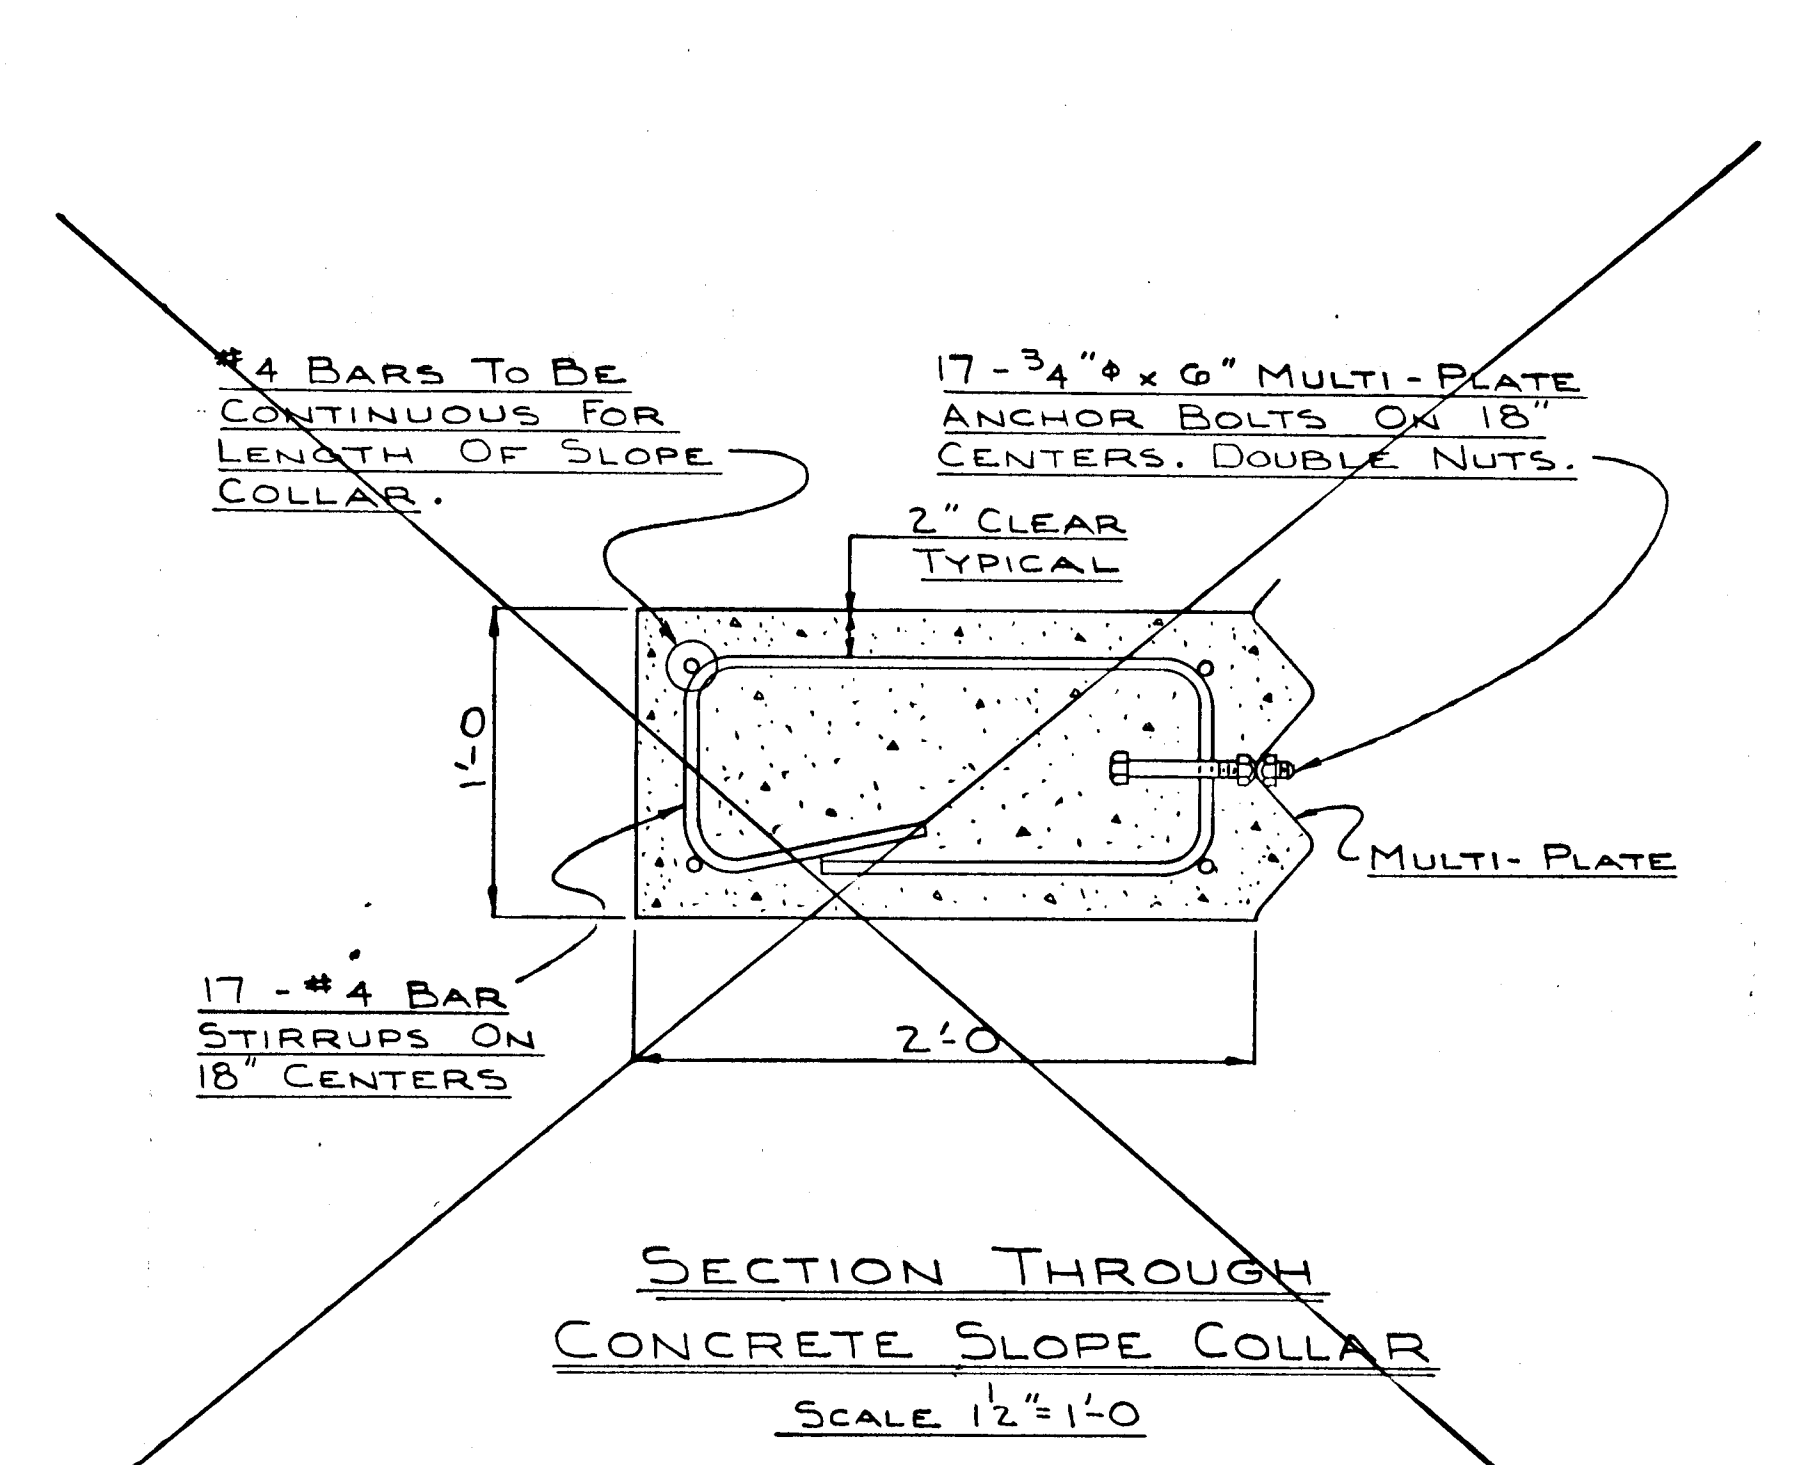 #4 BARS TO BE
CONTINUOUS FOR
LENGTH OF SLOPE
COLLAR.
17 - 3/4"φ x 6" MULTI-PLATE
ANCHOR BOLTS ON 18"
CENTERS. DOUBLE NUTS.
2" CLEAR
TYPICAL
1'-0
MULTI-PLATE
17 - #4 BAR
STIRRUPS ON
18" CENTERS
2'-0
SECTION THROUGH
CONCRETE SLOPE COLLAR
SCALE 1 1/2" = 1'-0